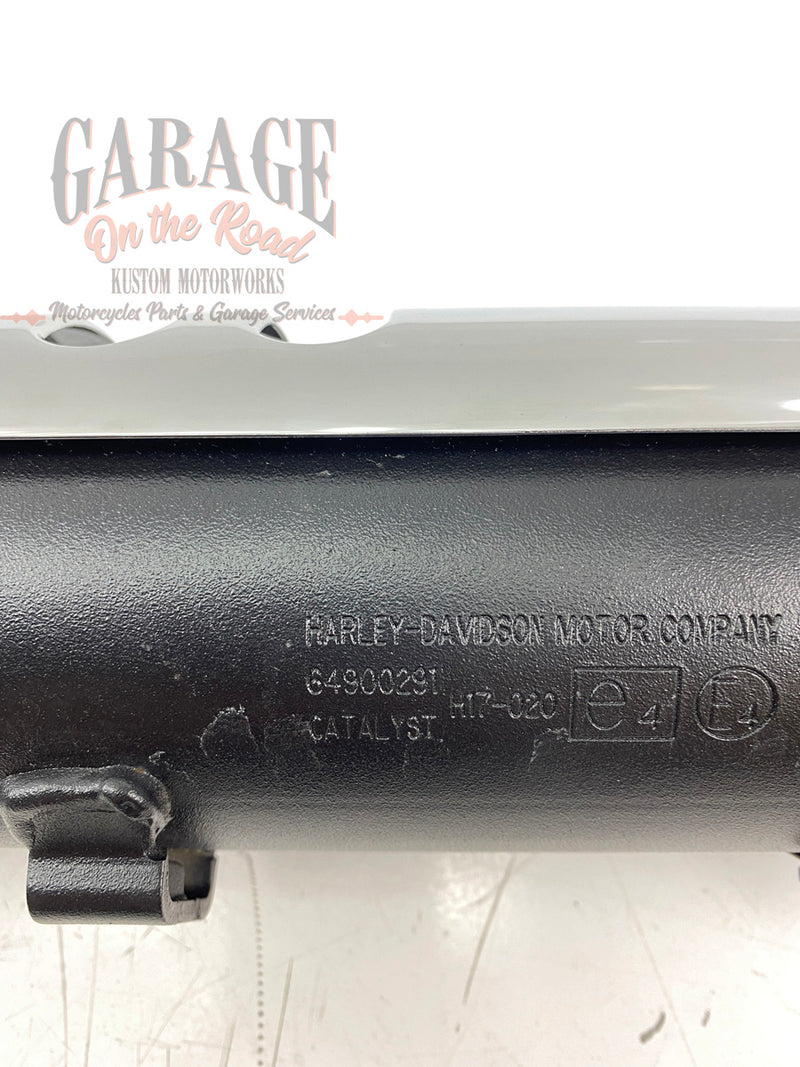 GARAGE
On the Road
KUSTOM MOTORWORKS
Motorcycles Parts & Garage Services
HARLEY-DAVIDSON MOTOR COMPANY
64900291
H17-020 e4 E4
CATALYST